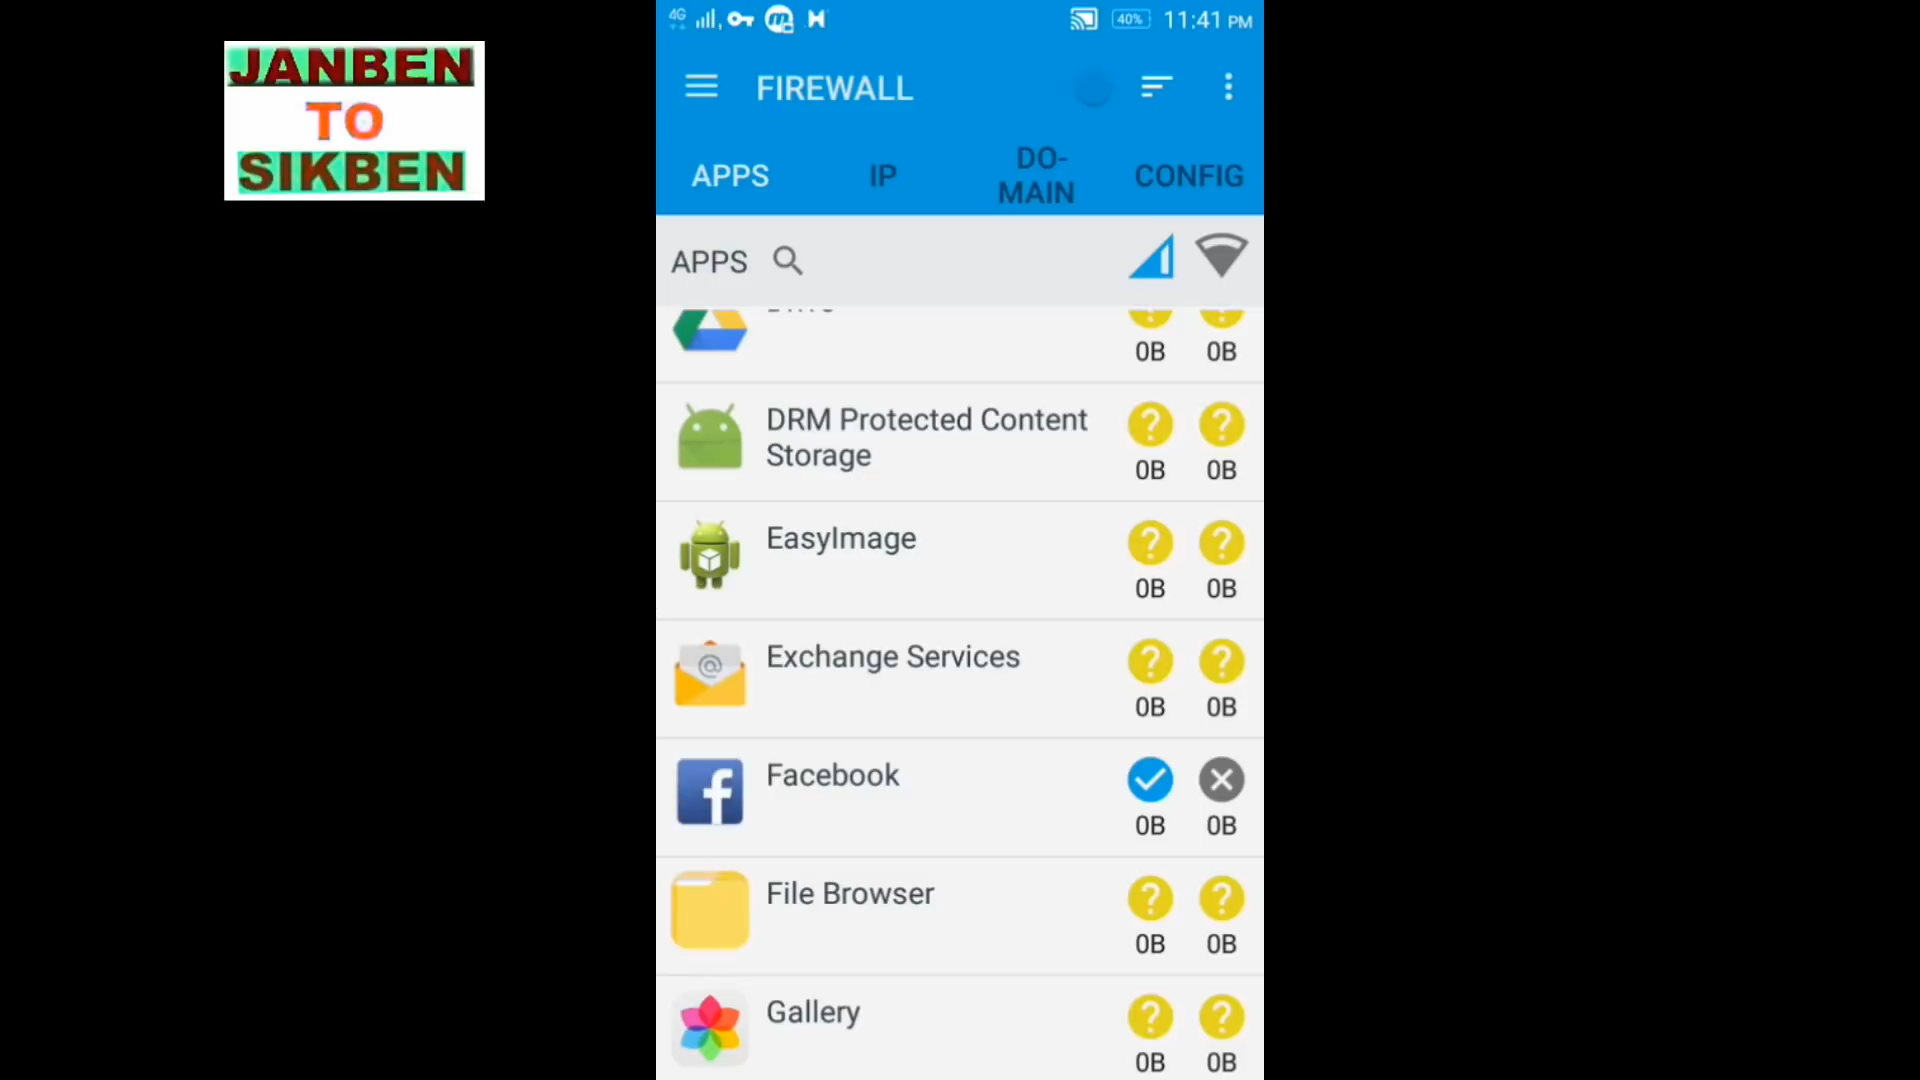 JANBEN
TO
SIKBEN
4G
40%
11:41 PM
FIREWALL
APPS
IP
DO-
MAIN
CONFIG
APPS
0B 0B
DRM Protected Content
Storage
? ?
0B 0B
EasyImage
? ?
0B 0B
Exchange Services
? ?
0B 0B
Facebook
0B 0B
File Browser
? ?
0B 0B
Gallery
? ?
0B 0B